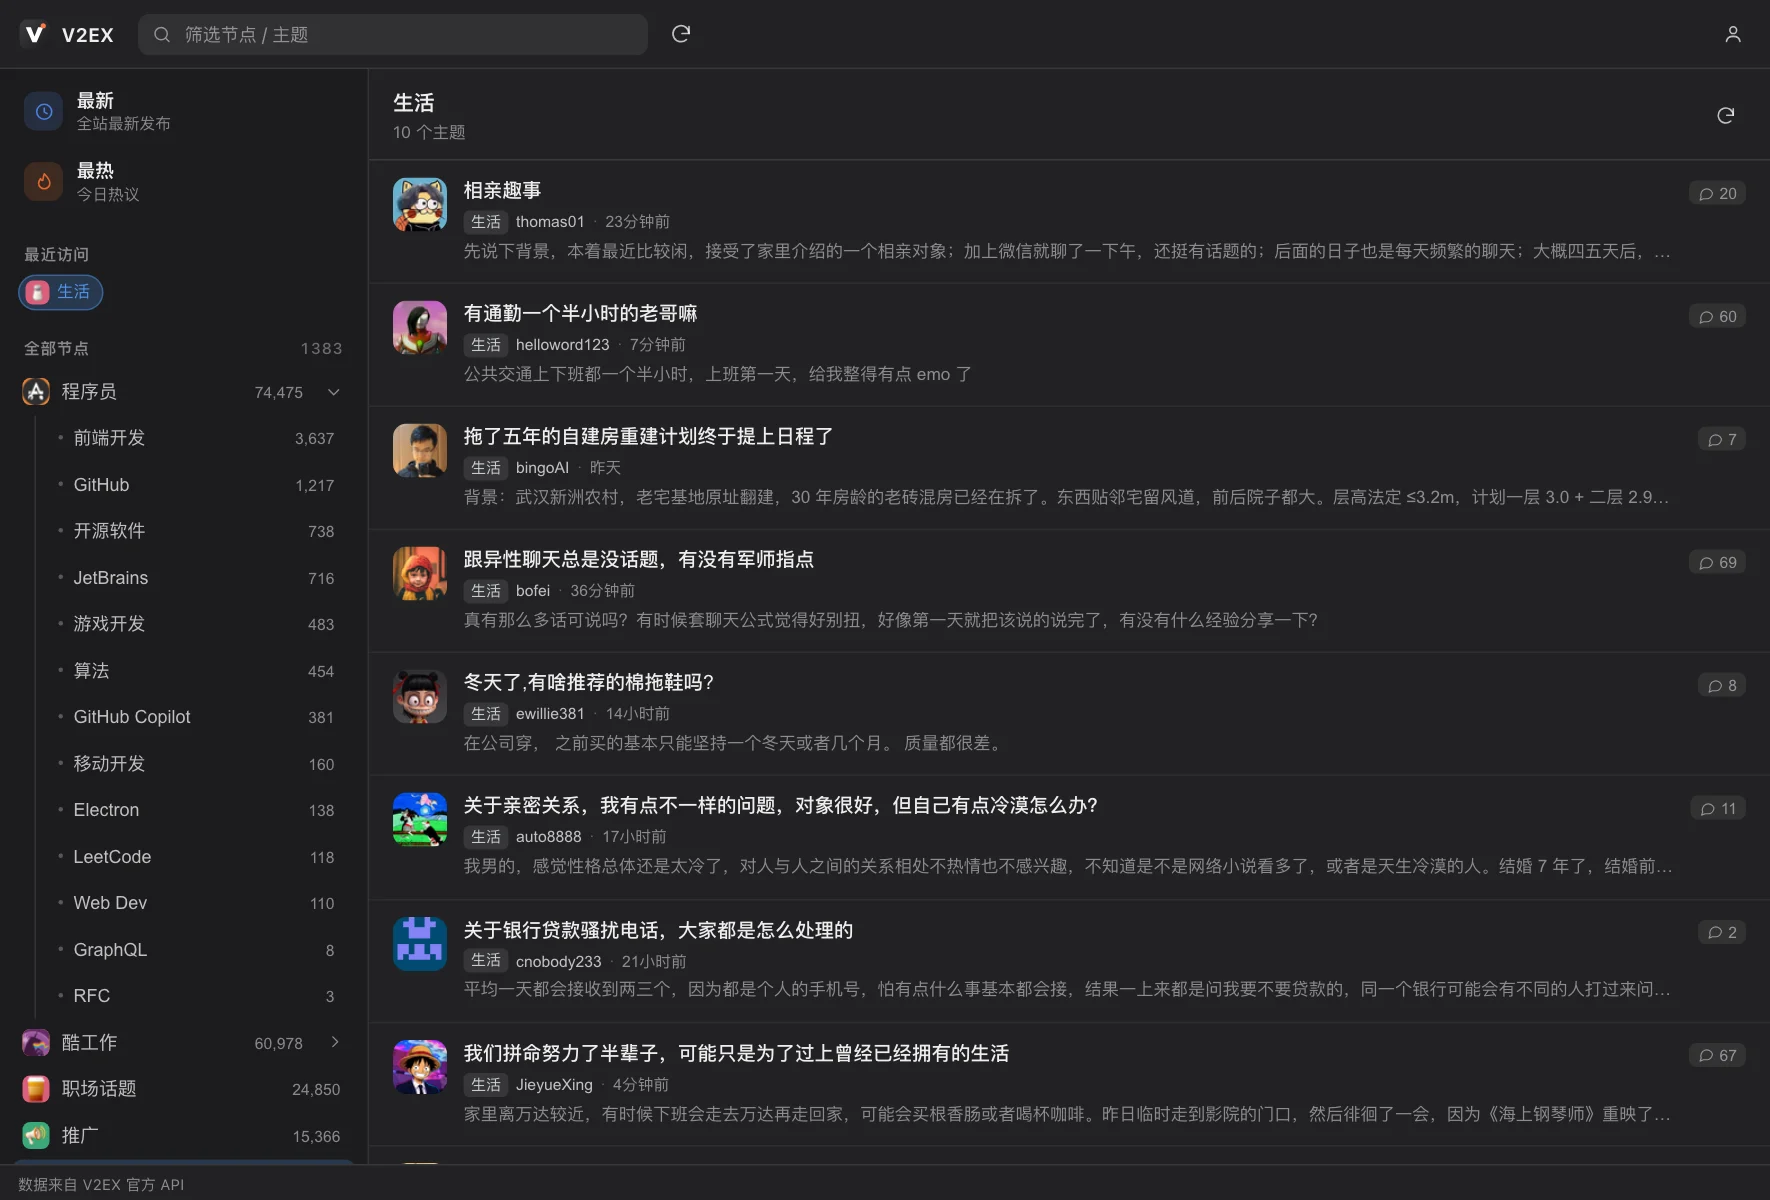 V2EX
筛选节点 / 主题
最新
全站最新发布
最热
今日热议
最近访问
生活
全部节点 1383
程序员 74,475
前端开发 3,637
GitHub 1,217
开源软件 738
JetBrains 716
游戏开发 483
算法 454
GitHub Copilot 381
移动开发 160
Electron 138
LeetCode 118
Web Dev 110
GraphQL 8
RFC 3
酷工作 60,978
职场话题 24,850
推广 15,366
生活
10 个主题
相亲趣事 20
生活 thomas01 · 23分钟前
先说下背景，本着最近比较闲，接受了家里介绍的一个相亲对象；加上微信就聊了一下午，还挺有话题的；后面的日子也是每天频繁的聊天；大概四五天后，…
有通勤一个半小时的老哥嘛 60
生活 helloword123 · 7分钟前
公共交通上下班都一个半小时，上班第一天，给我整得有点 emo 了
拖了五年的自建房重建计划终于提上日程了 7
生活 bingoAI · 昨天
背景：武汉新洲农村，老宅基地原址翻建，30 年房龄的老砖混房已经在拆了。东西贴邻宅留风道，前后院子都大。层高法定 ≤3.2m，计划一层 3.0 + 二层 2.9…
跟异性聊天总是没话题，有没有军师指点 69
生活 bofei · 36分钟前
真有那么多话可说吗？有时候套聊天公式觉得好别扭，好像第一天就把该说的说完了，有没有什么经验分享一下？
冬天了,有啥推荐的棉拖鞋吗? 8
生活 ewillie381 · 14小时前
在公司穿， 之前买的基本只能坚持一个冬天或者几个月。 质量都很差。
关于亲密关系，我有点不一样的问题，对象很好，但自己有点冷漠怎么办？ 11
生活 auto8888 · 17小时前
我男的，感觉性格总体还是太冷了，对人与人之间的关系相处不热情也不感兴趣，不知道是不是网络小说看多了，或者是天生冷漠的人。结婚 7 年了，结婚前…
关于银行贷款骚扰电话，大家都是怎么处理的 2
生活 cnobody233 · 21小时前
平均一天都会接收到两三个，因为都是个人的手机号，怕有点什么事基本都会接，结果一上来都是问我要不要贷款的，同一个银行可能会有不同的人打过来问…
我们拼命努力了半辈子，可能只是为了过上曾经已经拥有的生活 67
生活 JieyueXing · 4分钟前
家里离万达较近，有时候下班会走去万达再走回家，可能会买根香肠或者喝杯咖啡。昨日临时走到影院的门口，然后徘徊了一会，因为《海上钢琴师》重映了…
数据来自 V2EX 官方 API